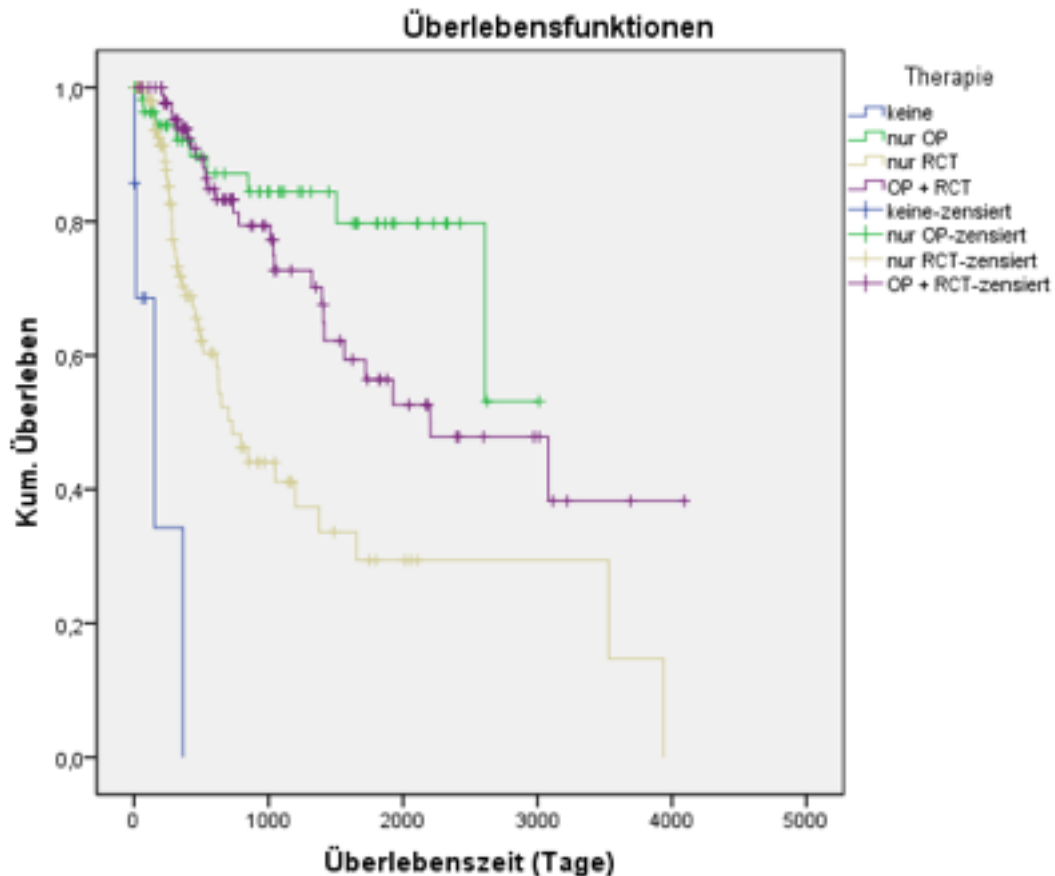 Überlebensfunktionen
Therapie
keine
nur OP
nur RCT
OP + RCT
keine-zensiert
nur OP-zensiert
nur RCT-zensiert
OP + RCT-zensiert
Kum. Überleben
1,0
0,8
0,6
0,4
0,2
0,0
0 1000 2000 3000 4000 5000
Überlebenszeit (Tage)